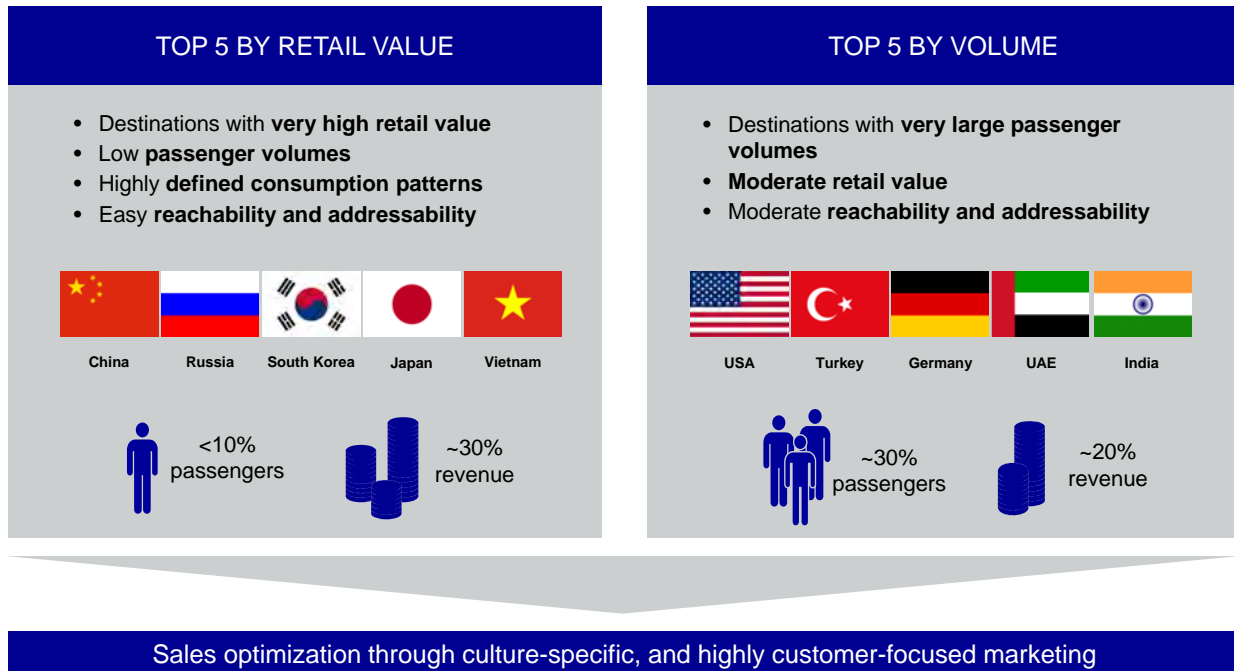 TOP 5 BY RETAIL VALUE
• Destinations with very high retail value
• Low passenger volumes
• Highly defined consumption patterns
• Easy reachability and addressability
China Russia South Korea Japan Vietnam
<10%
passengers
~30%
revenue
TOP 5 BY VOLUME
• Destinations with very large passenger
volumes
• Moderate retail value
• Moderate reachability and addressability
USA Turkey Germany UAE India
~30%
passengers
~20%
revenue
Sales optimization through culture-specific, and highly customer-focused marketing